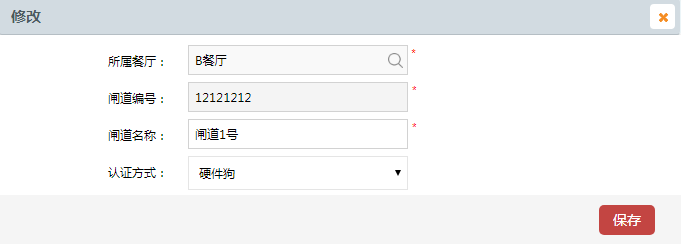 修改
所属餐厅： B餐厅 *
闸道编号： 12121212 *
闸道名称： 闸道1号 *
认证方式： 硬件狗
保存